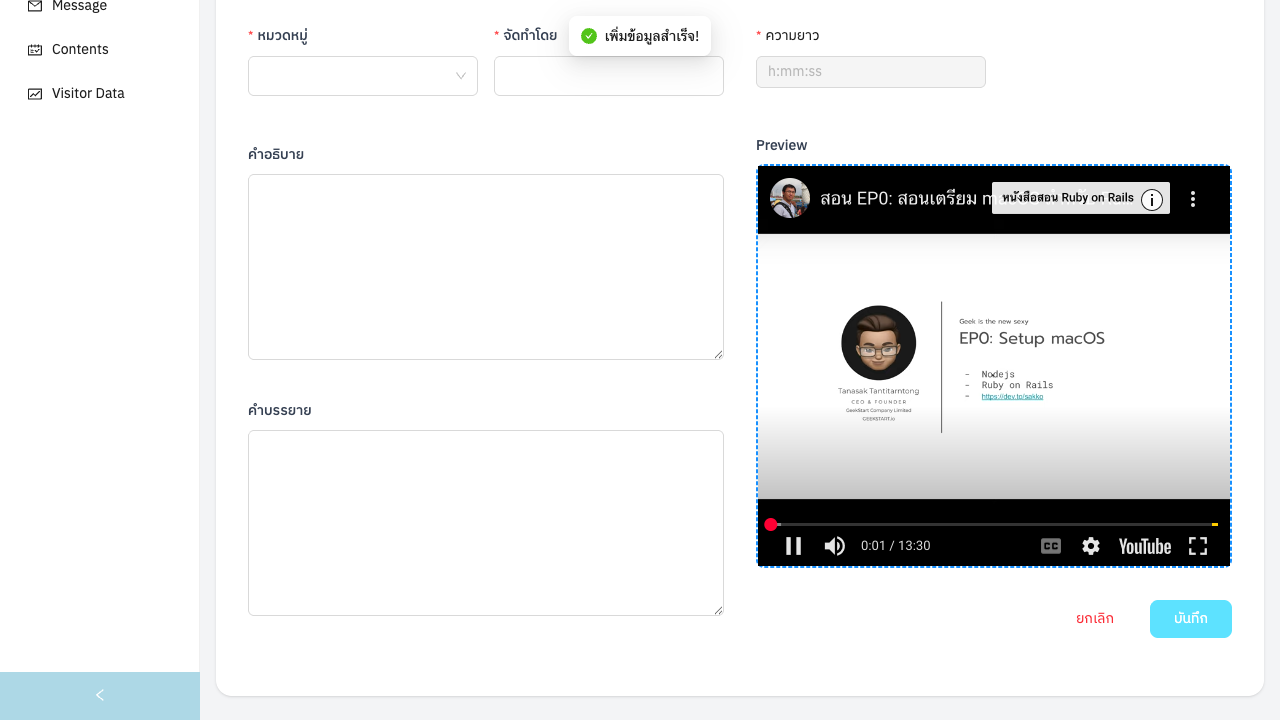 Message
Contents
Visitor Data
* หมวดหมู่
* จัดทำโดย
เพิ่มข้อมูลสำเร็จ!
* ความยาว
h:mm:ss
คำอธิบาย
คำบรรยาย
Preview
สอน EP0: สอนเตรียม m
หนังสือสอน Ruby on Rails
Geek is the new sexy
EP0: Setup macOS
- Nodejs
- Ruby on Rails
- https://dev.to/sakko
Tanasak Tantitarntong
CEO & FOUNDER
GeekStart Company Limited
GEEKSTART.io
0:01 / 13:30
CC
YouTube
ยกเลิก
บันทึก